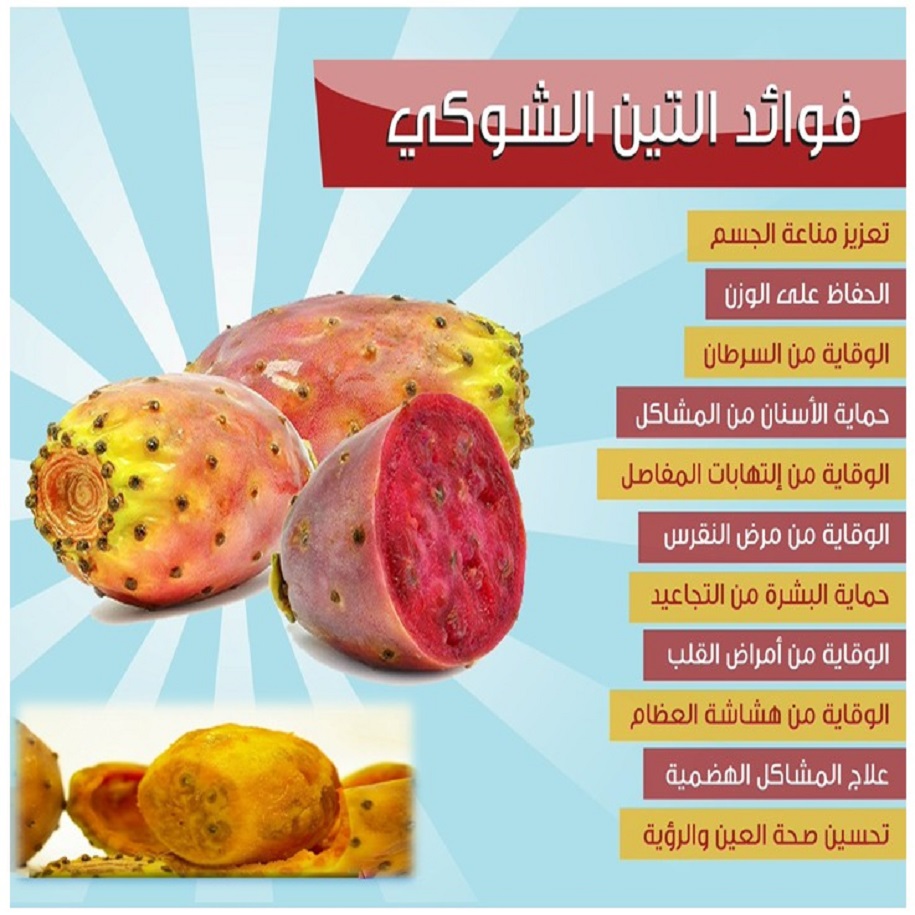 فوائد التين الشوكي
تعزيز مناعة الجسم
الحفاظ على الوزن
الوقاية من السرطان
حماية الأسنان من المشاكل
الوقاية من إلتهابات المفاصل
الوقاية من مرض النقرس
حماية البشرة من التجاعيد
الوقاية من أمراض القلب
الوقاية من هشاشة العظام
علاج المشاكل الهضمية
تحسين صحة العين والرؤية